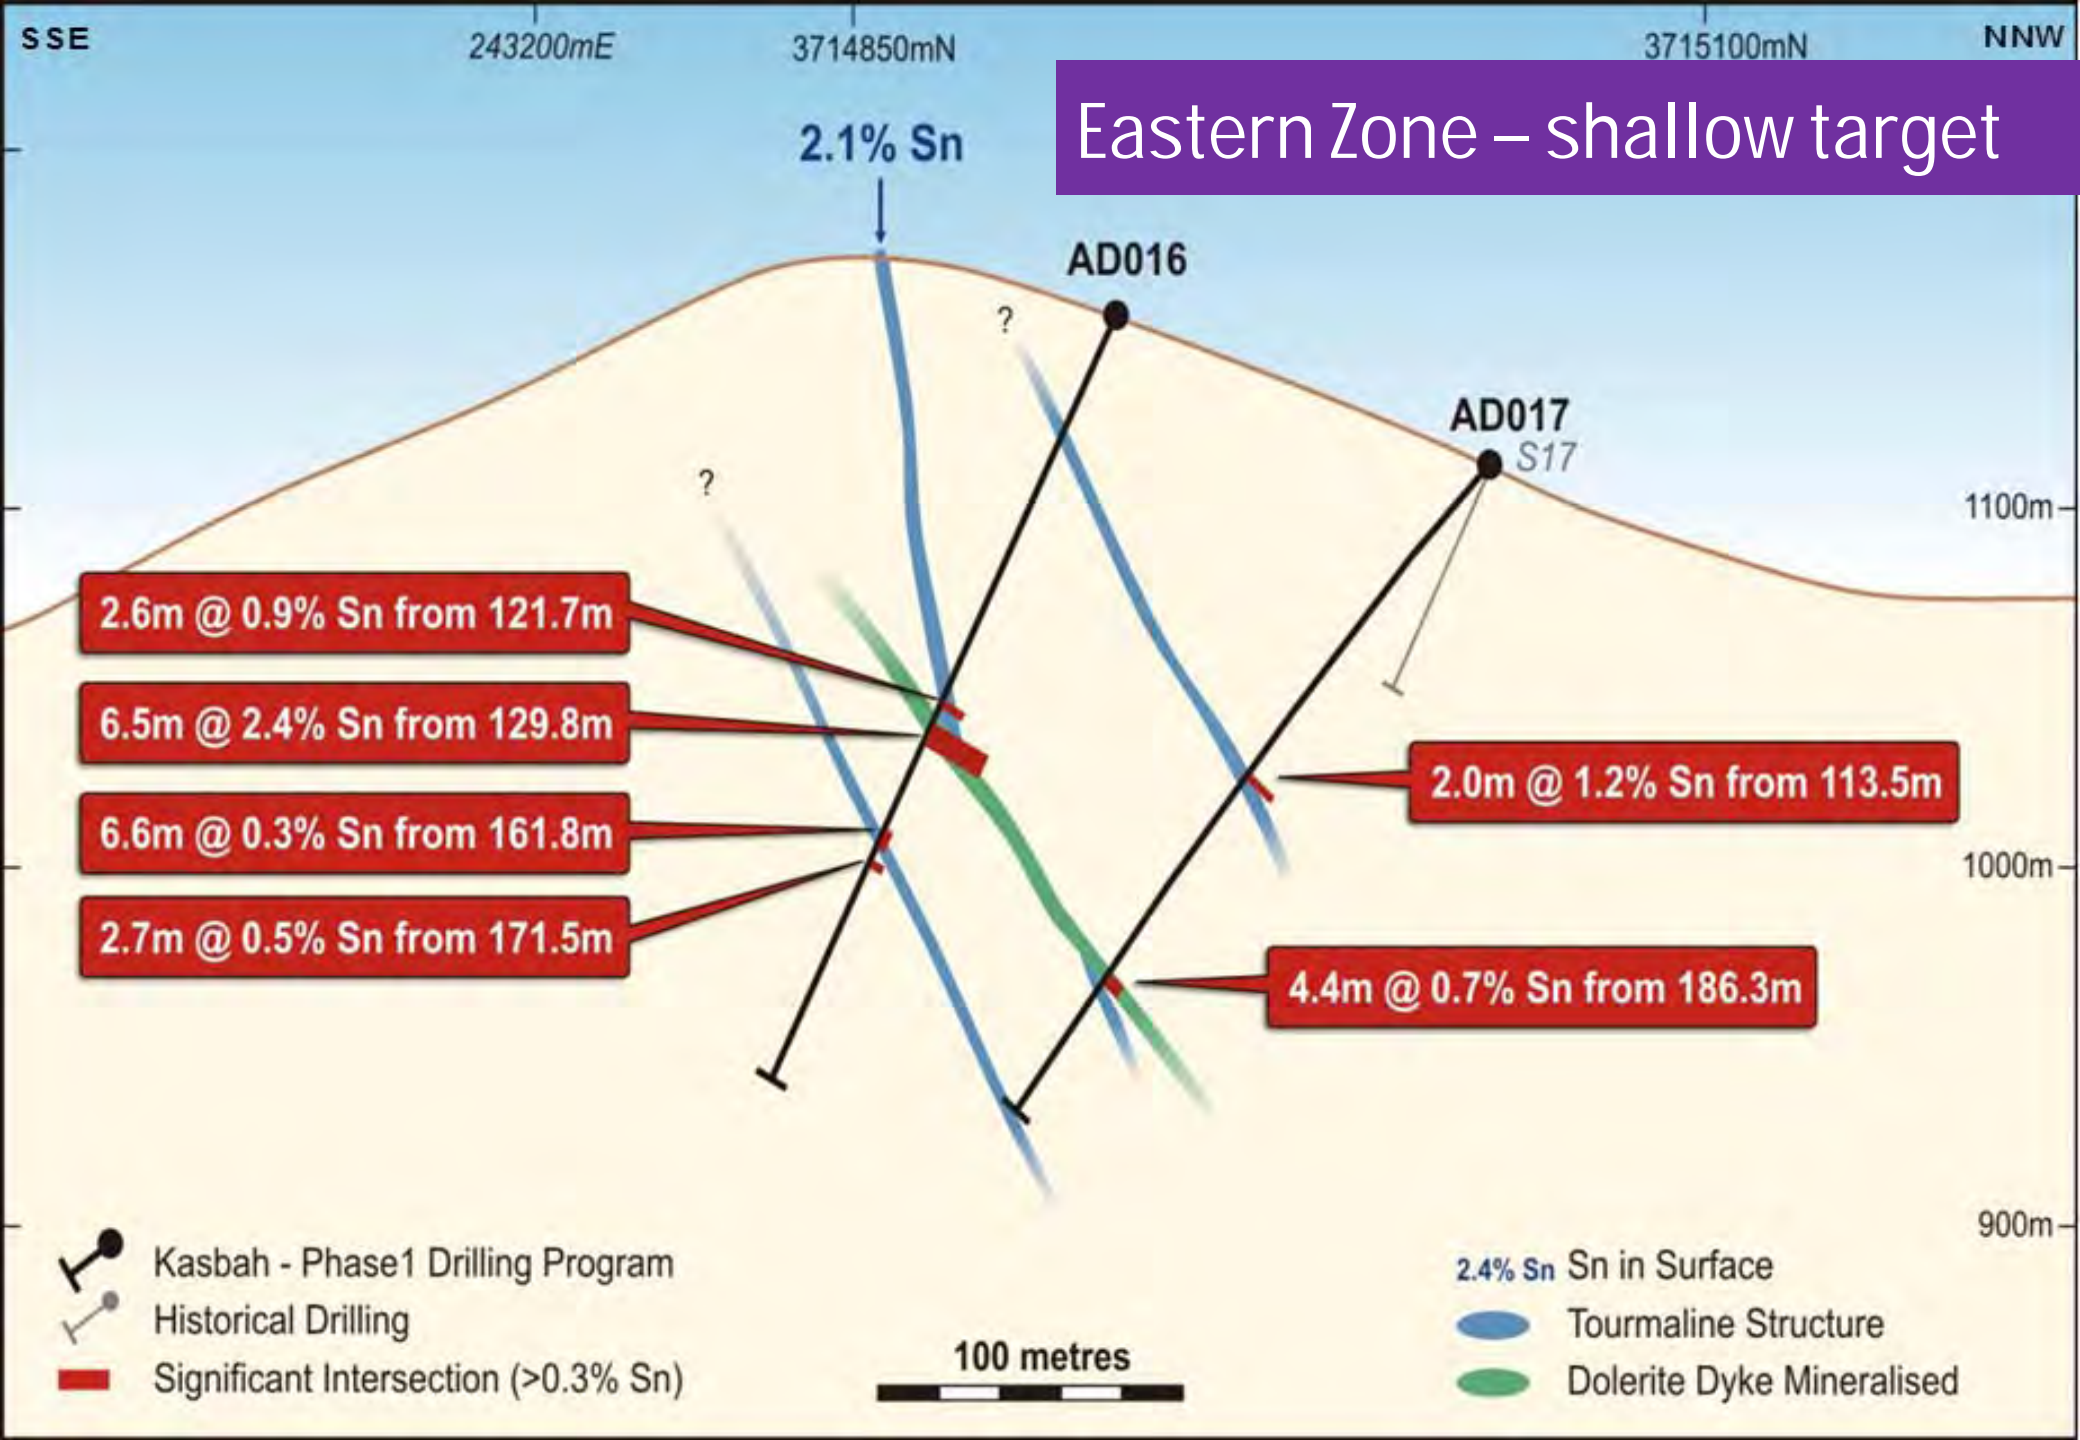 SSE
243200mE
3714850mN
3715100mN
NNW
Eastern Zone – shallow target
2.1% Sn
AD016
?
AD017
S17
?
1100m
2.6m @ 0.9% Sn from 121.7m
6.5m @ 2.4% Sn from 129.8m
2.0m @ 1.2% Sn from 113.5m
6.6m @ 0.3% Sn from 161.8m
1000m
2.7m @ 0.5% Sn from 171.5m
4.4m @ 0.7% Sn from 186.3m
900m
Kasbah - Phase1 Drilling Program
Historical Drilling
Significant Intersection (>0.3% Sn)
100 metres
2.4% Sn Sn in Surface
Tourmaline Structure
Dolerite Dyke Mineralised